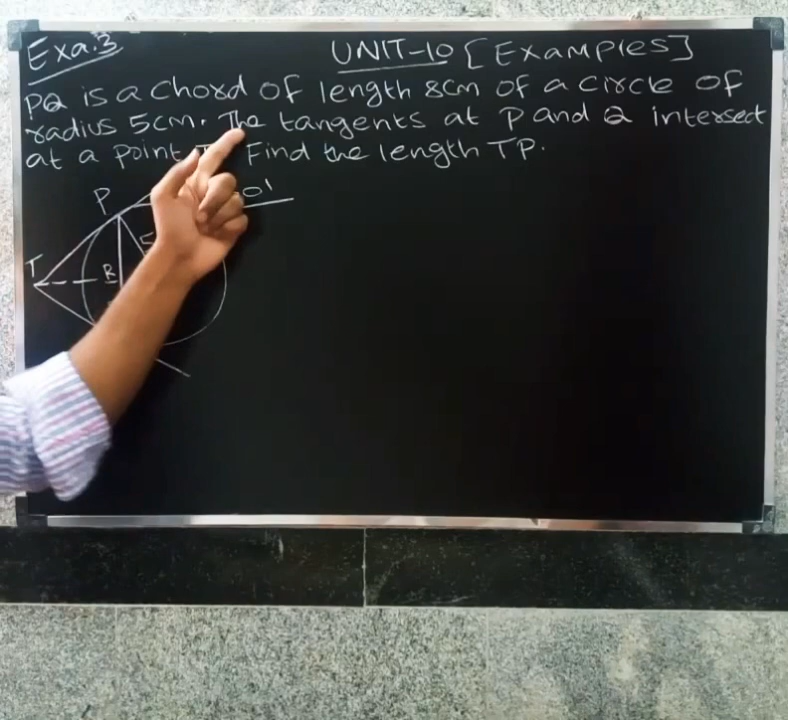 Exa.3
UNIT-10 [Examples]
PQ is a chord of length 8cm of a circle of
radius 5cm. The tangents at P and Q intersect
at a point Find the length TP.
P
T
R
5